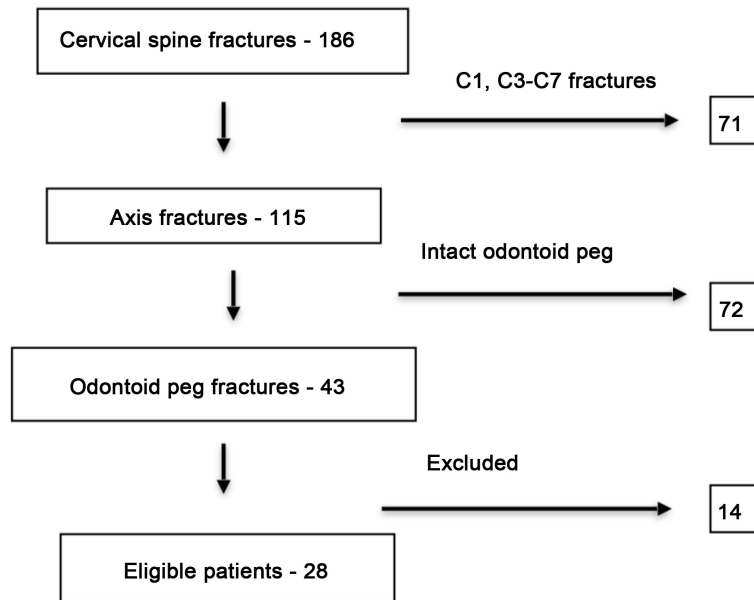 Cervical spine fractures - 186
C1, C3-C7 fractures
71
Axis fractures - 115
Intact odontoid peg
72
Odontoid peg fractures - 43
Excluded
14
Eligible patients - 28